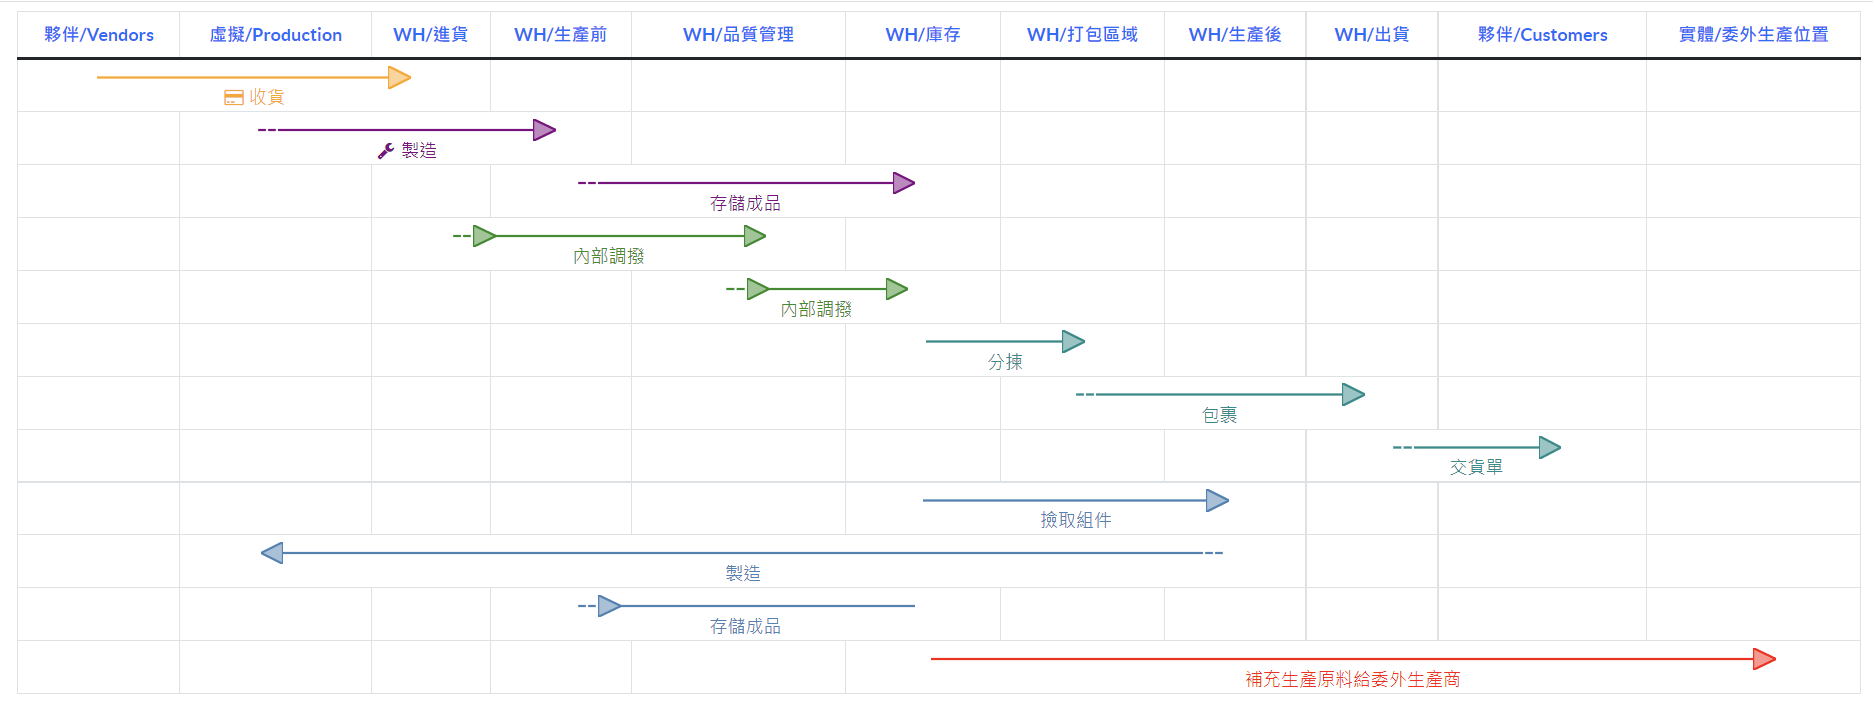 夥伴/Vendors 虛擬/Production WH/進貨 WH/生產前 WH/品質管理 WH/庫存 WH/打包區域 WH/生產後 WH/出貨 夥伴/Customers 實體/委外生產位置
收貨
製造
存儲成品
內部調撥
內部調撥
分揀
包裹
交貨單
撿取組件
製造
存儲成品
補充生產原料給委外生產商